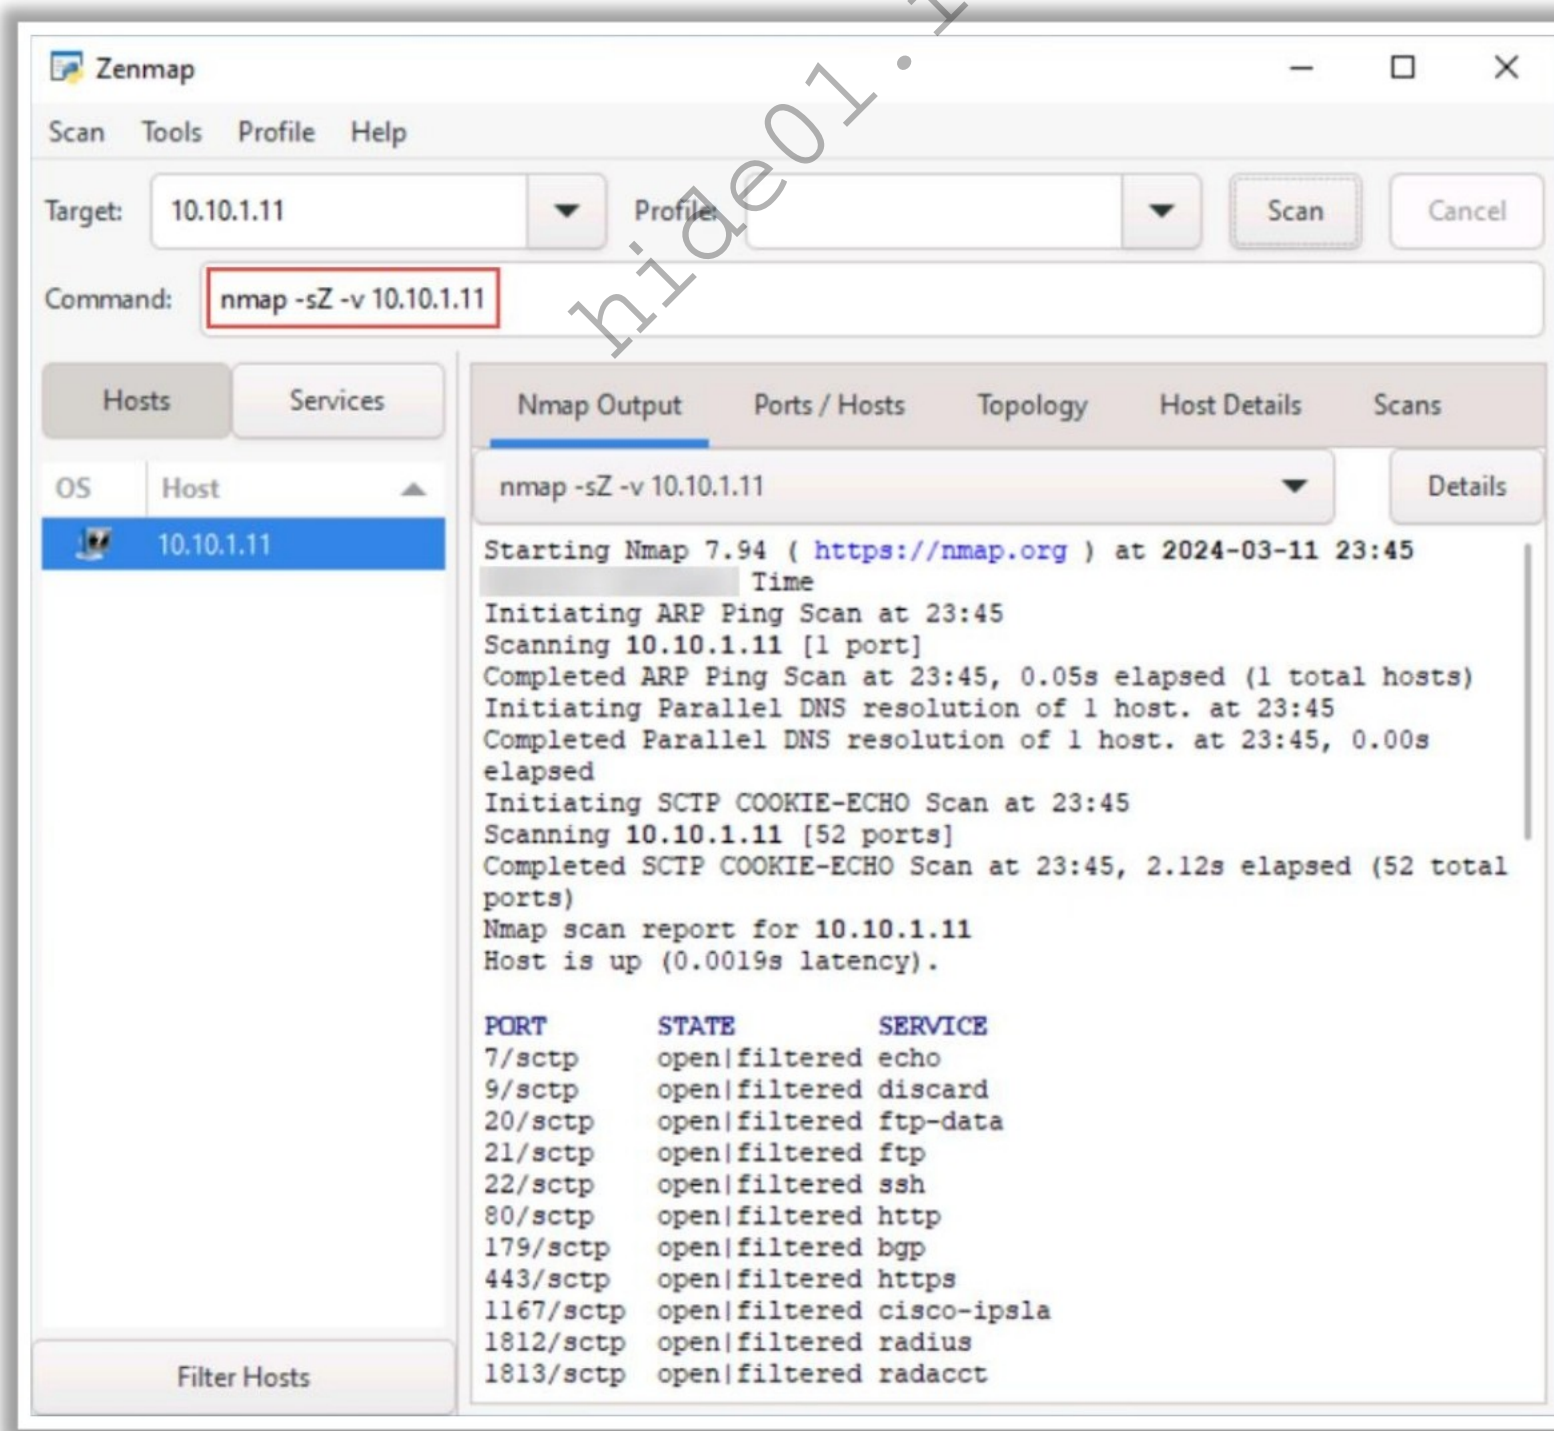 hide01.i
Zenmap
Scan Tools Profile Help
Target: 10.10.1.11 Profile: Scan Cancel
Command: nmap -sZ -v 10.10.1.11
Hosts Services
OS Host
10.10.1.11
Filter Hosts
Nmap Output Ports / Hosts Topology Host Details Scans
nmap -sZ -v 10.10.1.11 Details
Starting Nmap 7.94 ( https://nmap.org ) at 2024-03-11 23:45
Time
Initiating ARP Ping Scan at 23:45
Scanning 10.10.1.11 [1 port]
Completed ARP Ping Scan at 23:45, 0.05s elapsed (1 total hosts)
Initiating Parallel DNS resolution of 1 host. at 23:45
Completed Parallel DNS resolution of 1 host. at 23:45, 0.00s
elapsed
Initiating SCTP COOKIE-ECHO Scan at 23:45
Scanning 10.10.1.11 [52 ports]
Completed SCTP COOKIE-ECHO Scan at 23:45, 2.12s elapsed (52 total
ports)
Nmap scan report for 10.10.1.11
Host is up (0.0019s latency).
PORT STATE SERVICE
7/sctp open|filtered echo
9/sctp open|filtered discard
20/sctp open|filtered ftp-data
21/sctp open|filtered ftp
22/sctp open|filtered ssh
80/sctp open|filtered http
179/sctp open|filtered bgp
443/sctp open|filtered https
1167/sctp open|filtered cisco-ipsla
1812/sctp open|filtered radius
1813/sctp open|filtered radacct